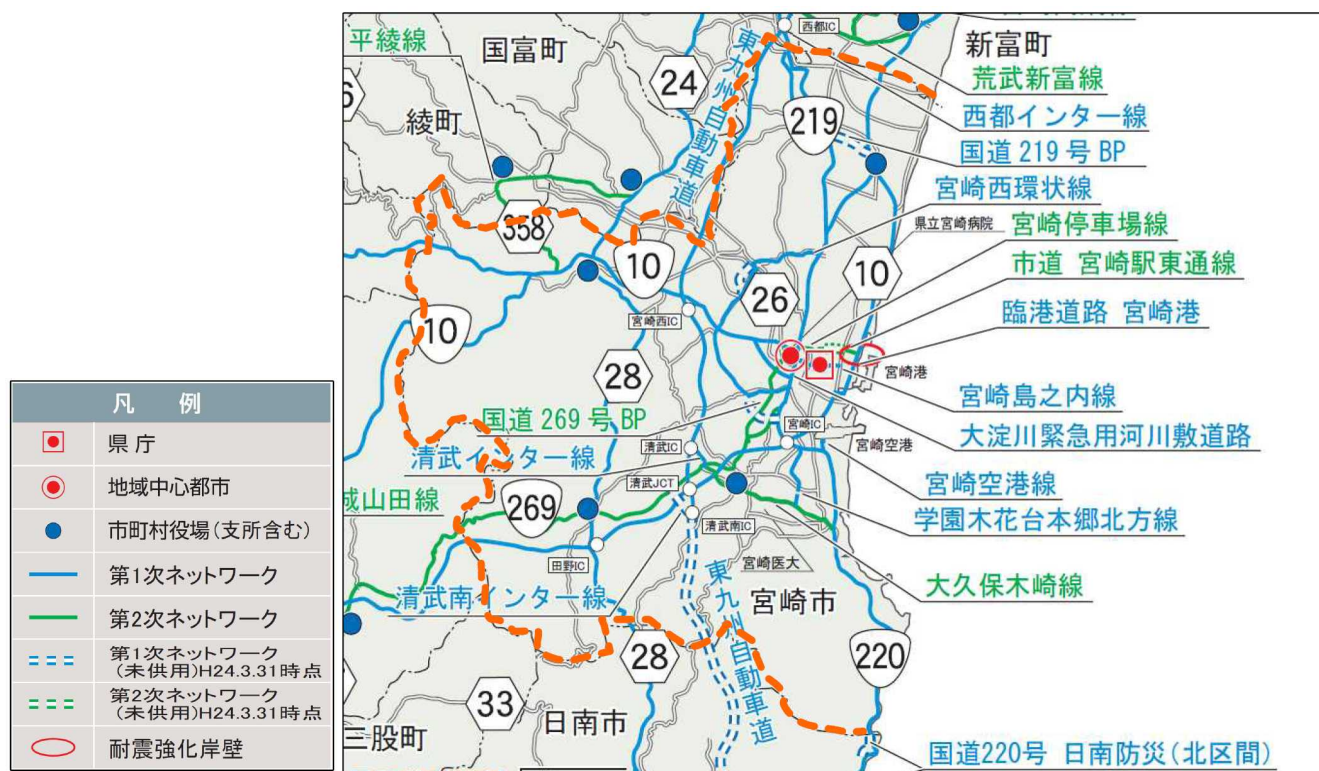 凡 例
県庁
地域中心都市
市町村役場(支所含む)
第1次ネットワーク
第2次ネットワーク
第1次ネットワーク
(未供用)H24.3.31時点
第2次ネットワーク
(未供用)H24.3.31時点
耐震強化岸壁
平綾線
国富町
綾町
24
東九州自動車道
西都IC
新富町
荒武新富線
西都インター線
国道219号BP
219
宮崎西環状線
県立宮崎病院
宮崎停車場線
市道 宮崎駅東通線
臨港道路 宮崎港
358
10
10
26
10
宮崎西IC
宮崎港
28
宮崎島之内線
大淀川緊急用河川敷道路
国道269号BP
清武インター線
清武IC
宮崎IC
宮崎空港
宮崎空港線
学園木花台本郷北方線
城山田線
269
清武JCT
清武南IC
田野IC
宮崎医大
大久保木崎線
清武南インター線
宮崎市
東九州自動車道
28
220
33
日南市
三股町
国道220号 日南防災(北区間)